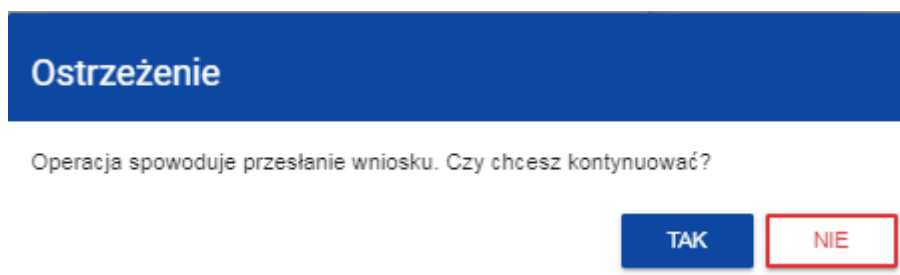 Ostrzeżenie
Operacja spowoduje przesłanie wniosku. Czy chcesz kontynuować?
TAK NIE